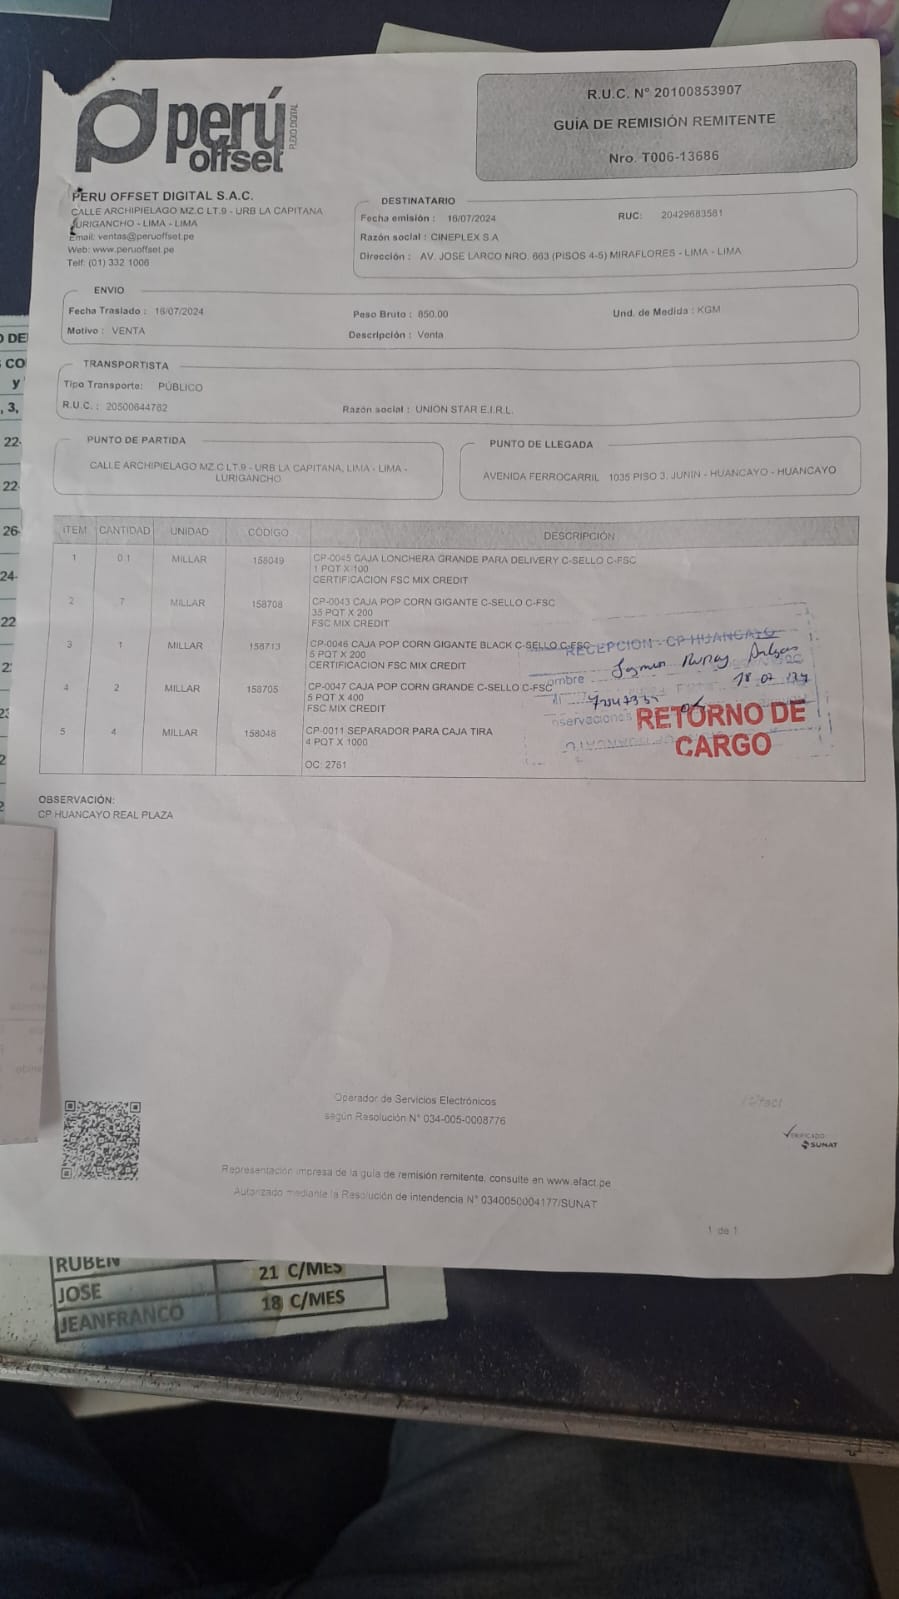 perú
offset
PLEXO DIGITAL
R.U.C. N° 20100853907
GUÍA DE REMISIÓN REMITENTE
Nro. T006-13686
PERU OFFSET DIGITAL S.A.C.
CALLE ARCHIPIELAGO MZ.C LT.9 - URB LA CAPITANA
LURIGANCHO - LIMA - LIMA
Email: ventas@peruoffset.pe
Web: www.peruoffset.pe
Telf: (01) 332 1006
DESTINATARIO
Fecha emisión : 16/07/2024 RUC: 20429683581
Razón social : CINEPLEX S.A
Dirección : AV. JOSE LARCO NRO. 663 (PISOS 4-5) MIRAFLORES - LIMA - LIMA
ENVIO
Fecha Traslado : 16/07/2024 Peso Bruto : 850.00 Und. de Medida : KGM
Motivo : VENTA Descripción : Venta
TRANSPORTISTA
Tipo Transporte: PÚBLICO
R.U.C. : 20500644762 Razón social : UNION STAR E.I.R.L.
PUNTO DE PARTIDA
CALLE ARCHIPIELAGO MZ.C LT.9 - URB LA CAPITANA, LIMA - LIMA -
LURIGANCHO
PUNTO DE LLEGADA
AVENIDA FERROCARRIL 1035 PISO 3, JUNIN - HUANCAYO - HUANCAYO
ITEM CANTIDAD UNIDAD CÓDIGO DESCRIPCIÓN
1 0.1 MILLAR 158049 CP-0045 CAJA LONCHERA GRANDE PARA DELIVERY C-SELLO C-FSC
1 PQT X 100
CERTIFICACION FSC MIX CREDIT
2 7 MILLAR 158708 CP-0043 CAJA POP CORN GIGANTE C-SELLO C-FSC
35 PQT X 200
FSC MIX CREDIT
3 1 MILLAR 158713 CP-0046 CAJA POP CORN GIGANTE BLACK C-SELLO C-FSC
5 PQT X 200
CERTIFICACION FSC MIX CREDIT
4 2 MILLAR 158705 CP-0047 CAJA POP CORN GRANDE C-SELLO C-FSC
5 PQT X 400
FSC MIX CREDIT
5 4 MILLAR 158048 CP-0011 SEPARADOR PARA CAJA TIRA
4 PQT X 1000
OC: 2761
RECEPCION - CP HUANCAYO
ombre
18 07
ok
bservaciones
RETORNO DE
CARGO
OBSERVACIÓN:
CP HUANCAYO REAL PLAZA
Operador de Servicios Electrónicos
según Resolución N° 034-005-0008776
VERIFICADO
SUNAT
Representación impresa de la guía de remisión remitente, consulte en www.efact.pe
Autorizado mediante la Resolución de intendencia N° 0340050004177/SUNAT
1 de 1
RUBEN 21 C/MES
JOSE 18 C/MES
JEANFRANCO